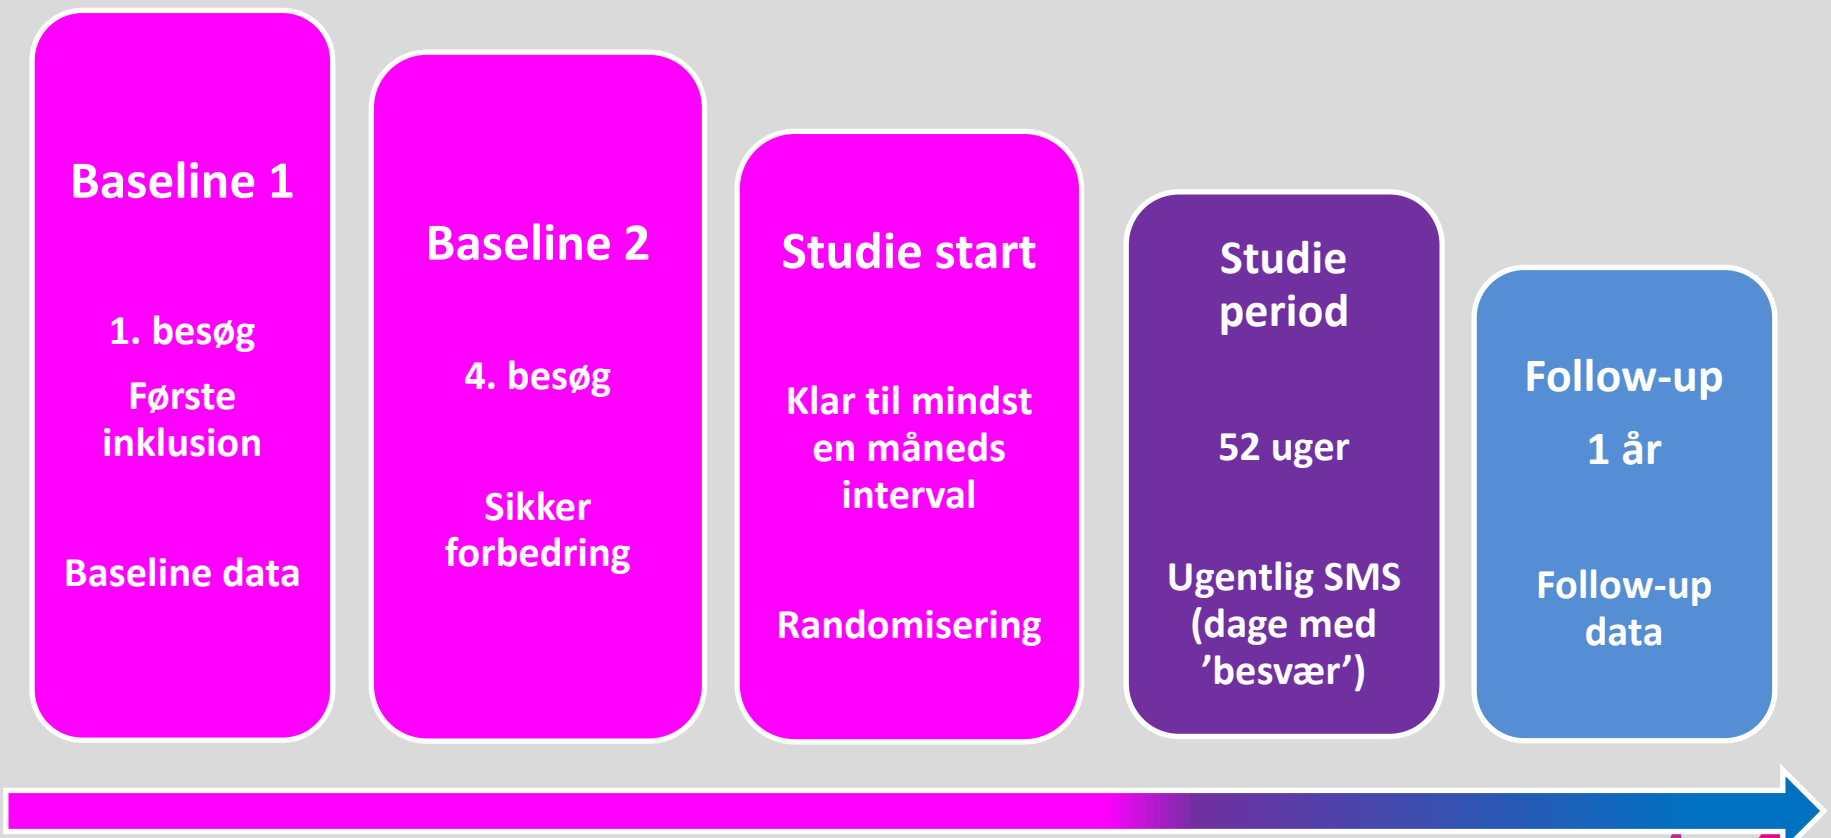 Baseline 1
1. besøg
Første
inklusion
Baseline data
Baseline 2
4. besøg
Sikker
forbedring
Studie start
Klar til mindst
en måneds
interval
Randomisering
Studie
period
52 uger
Ugentlig SMS
(dage med
’besvær’)
Follow-up
1 år
Follow-up
data